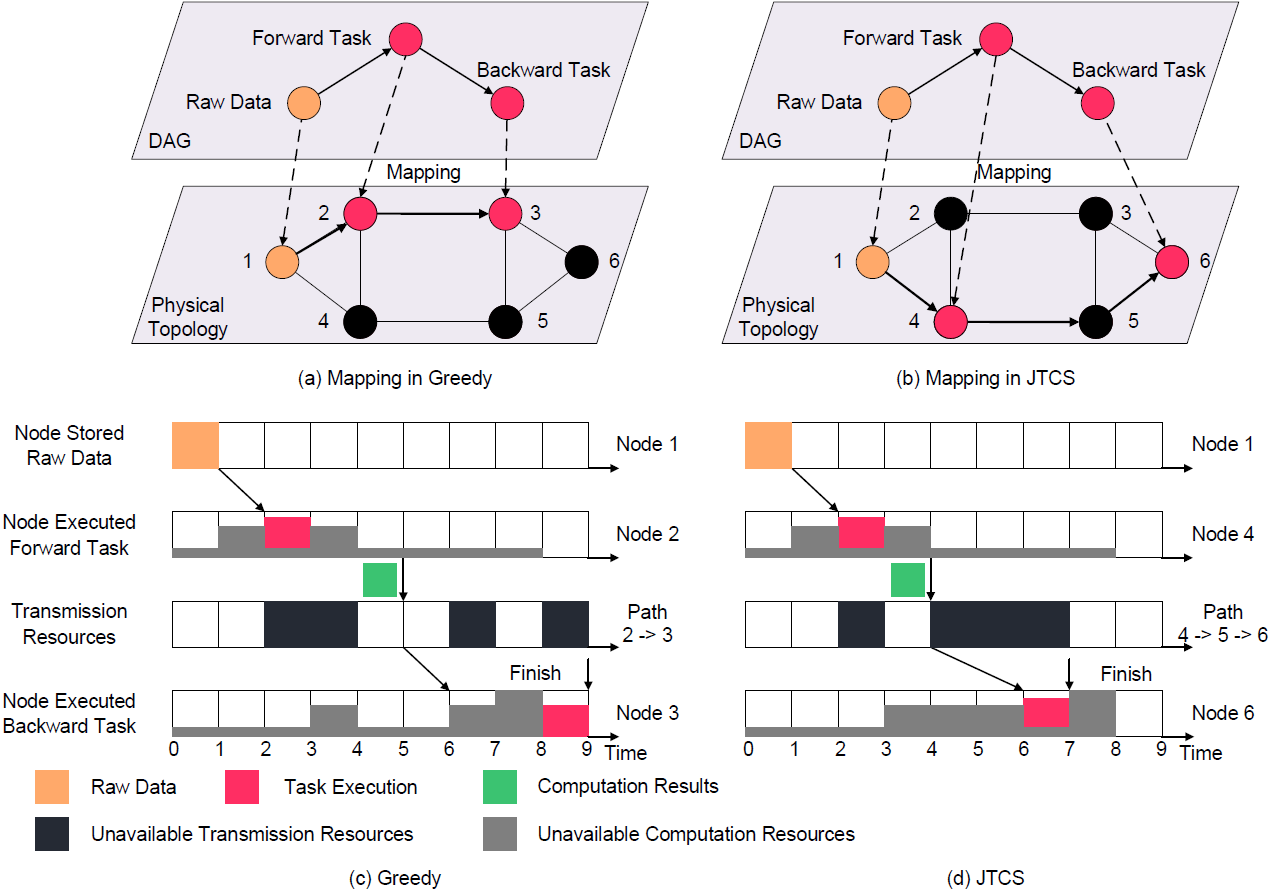 Forward Task
Backward Task
Raw Data
DAG
Mapping
2
3
1
6
Physical
Topology
4
5
(a) Mapping in Greedy
Forward Task
Backward Task
Raw Data
DAG
Mapping
2
3
1
6
Physical
Topology
4
5
(b) Mapping in JTCS
Node Stored
Raw Data
Node 1
Node Executed
Forward Task
Node 2
Transmission
Resources
Path
2 -> 3
Finish
Node Executed
Backward Task
Node 3
0 1 2 3 4 5 6 7 8 9 Time
Node 1
Node 4
Path
4 -> 5 -> 6
Finish
Node 6
0 1 2 3 4 5 6 7 8 9 Time
Raw Data
Task Execution
Computation Results
Unavailable Transmission Resources
Unavailable Computation Resources
(c) Greedy
(d) JTCS